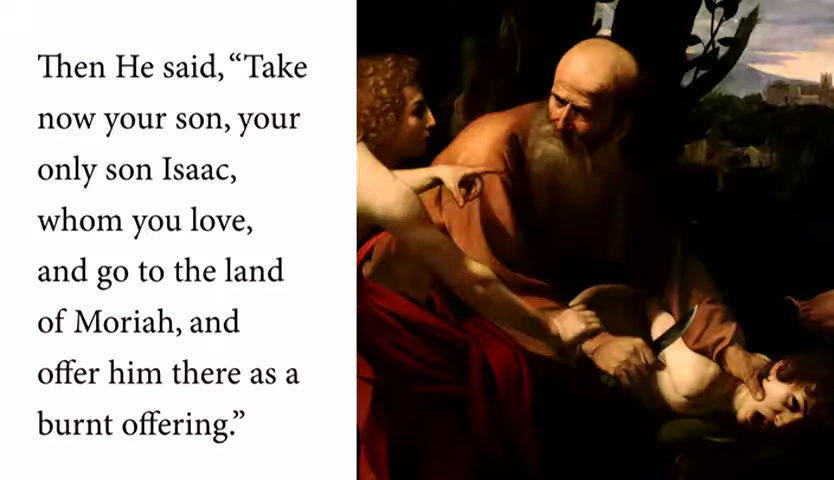 Then He said, “Take
now your son, your
only son Isaac,
whom you love,
and go to the land
of Moriah, and
offer him there as a
burnt offering.”